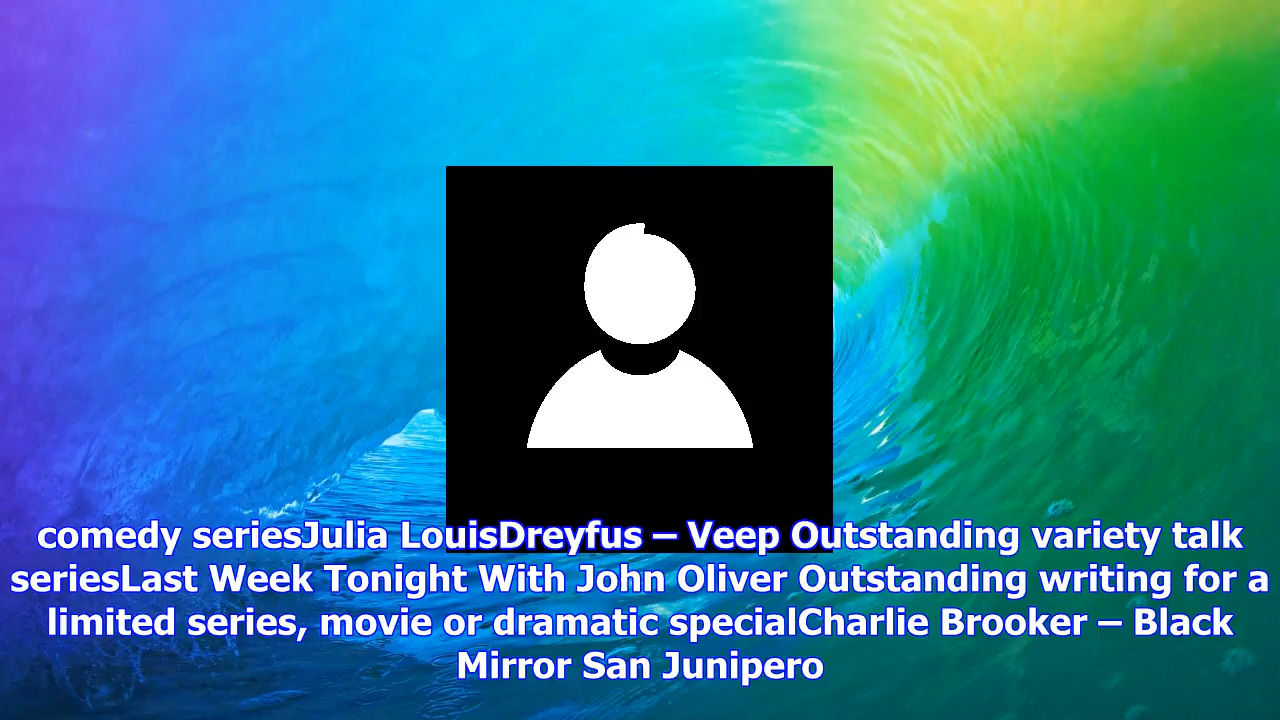 comedy seriesJulia LouisDreyfus – Veep Outstanding variety talk
seriesLast Week Tonight With John Oliver Outstanding writing for a
limited series, movie or dramatic specialCharlie Brooker – Black
Mirror San Junipero